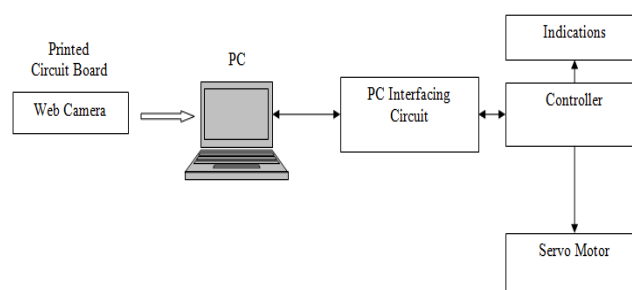 Printed
Circuit Board
Web Camera
PC
PC Interfacing
Circuit
Indications
Controller
Servo Motor